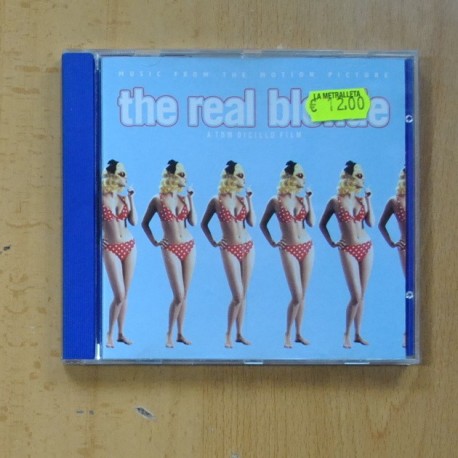 MUSIC FROM THE MOTION PICTURE
LA METRALLETA
€ 12.00
the real blonde
A TOM DICILLO FILM